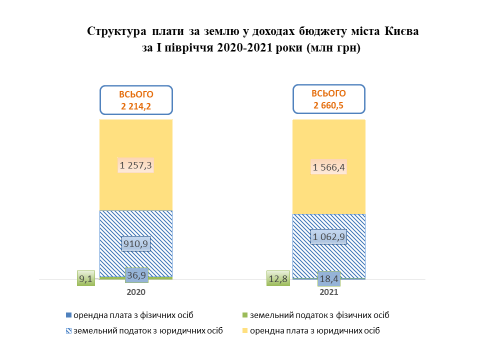 Структура плати за землю у доходах бюджету міста Києва
за І півріччя 2020-2021 роки (млн грн)
ВСЬОГО
2 214,2
ВСЬОГО
2 660,5
1 257,3
1 566,4
910,9
1 062,9
9,1
36,9
12,8
18,4
2020
2021
орендна плата з фізичних осіб
земельний податок з фізичних осіб
земельний податок з юридичних осіб
орендна плата з юридичних осіб